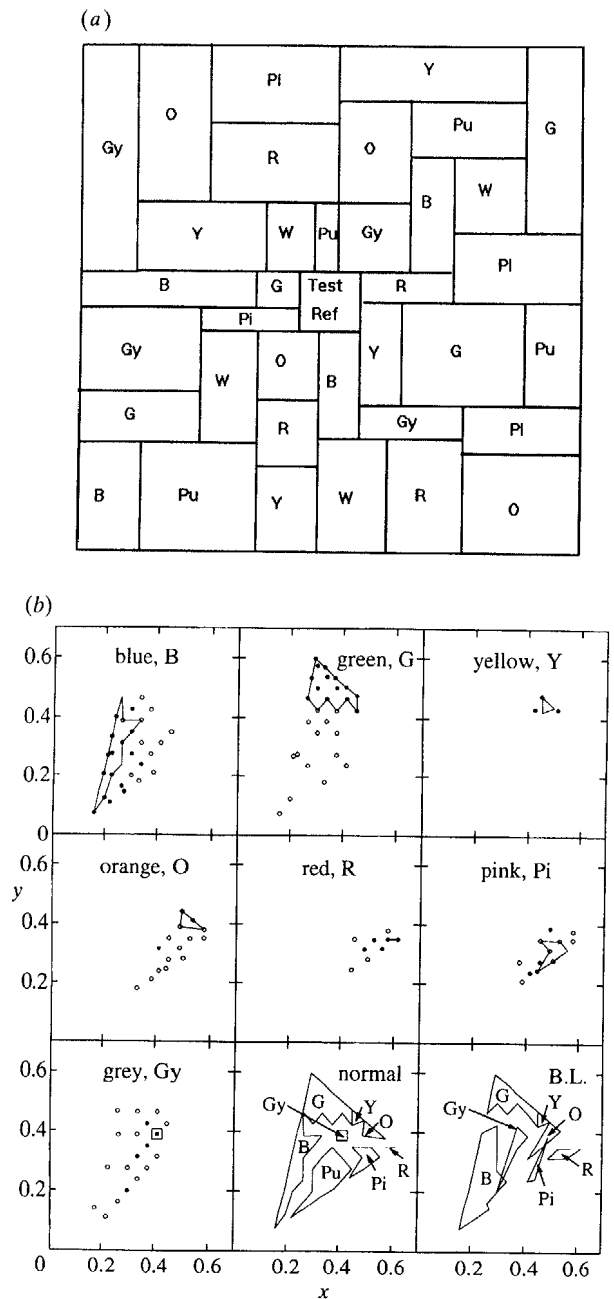 (a)
Y
PI
O Pu G
Gy R O
W
B
Y W Pu Gy
PI
B G Test R
Ref
Pi
Gy Y G Pu
O
W B
G
R Gy PI
B Pu Y W R O
(b)
0.6 blue, B green, G yellow, Y
0.4
0.2
0
0.6 orange, O red, R pink, Pi
y
0.4
0.2
0.6 grey, Gy normal B.L.
Gy G Y O G Y O
0.4 Gy
B Pu Pi R B Pi R
0.2
0 0.2 0.4 0.6 0.2 0.4 0.6 0.2 0.4 0.6
x